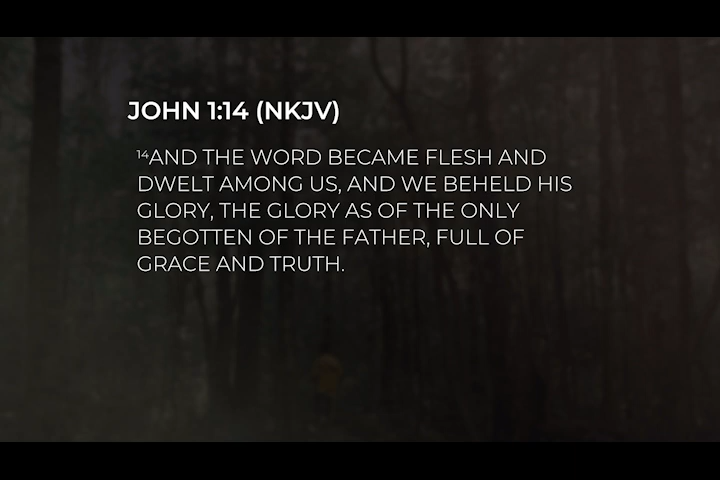 JOHN 1:14 (NKJV)
¹⁴AND THE WORD BECAME FLESH AND
DWELT AMONG US, AND WE BEHELD HIS
GLORY, THE GLORY AS OF THE ONLY
BEGOTTEN OF THE FATHER, FULL OF
GRACE AND TRUTH.